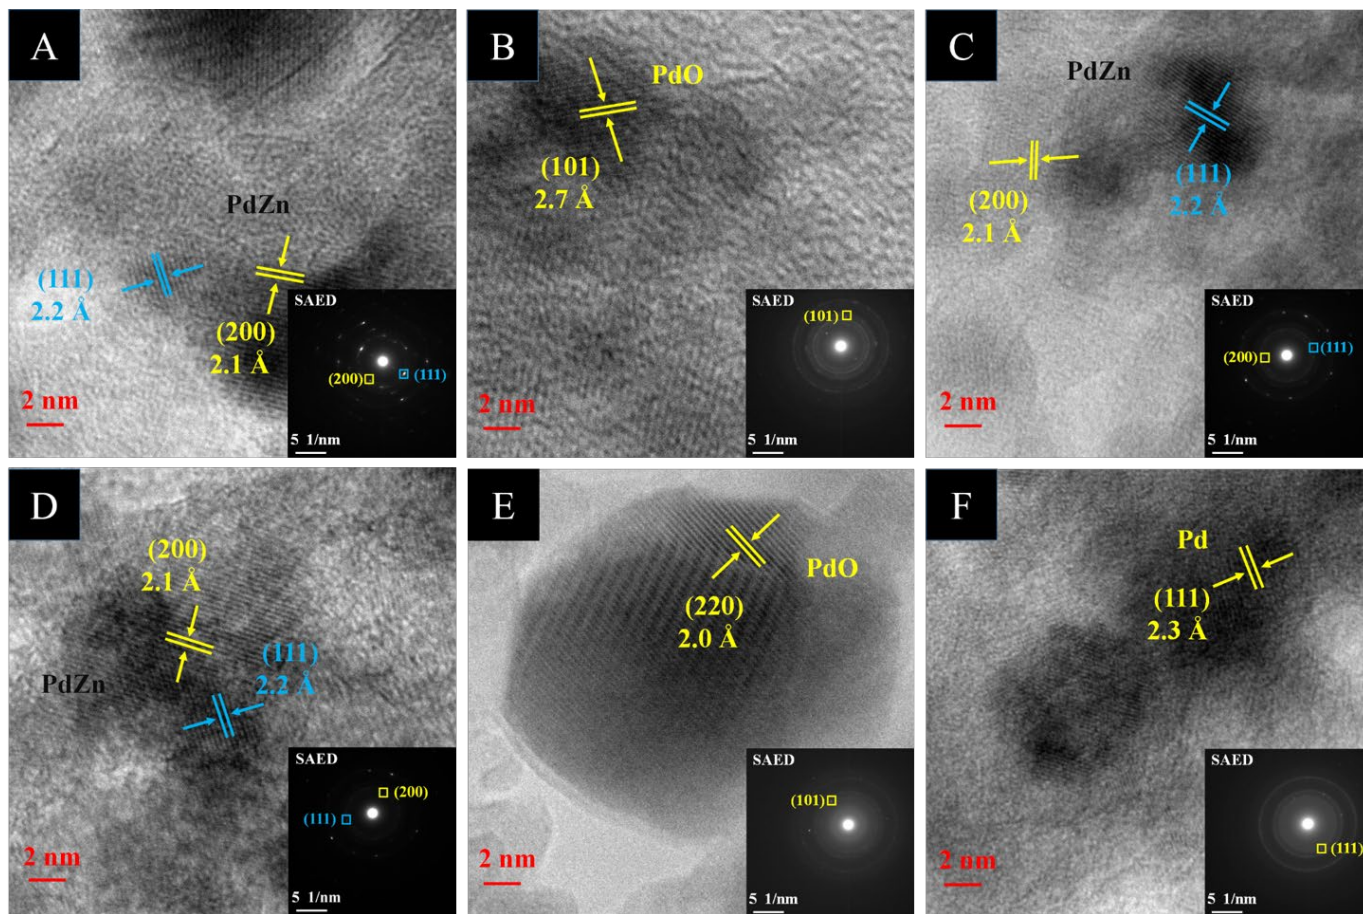 A
PdZn
(111)
2.2 Å
(200)
2.1 Å
2 nm
SAED
(200)
(111)
5 1/nm
B
PdO
(101)
2.7 Å
2 nm
SAED
(101)
5 1/nm
C
PdZn
(200)
2.1 Å
(111)
2.2 Å
2 nm
SAED
(200)
(111)
5 1/nm
D
(200)
2.1 Å
(111)
2.2 Å
PdZn
2 nm
SAED
(200)
(111)
5 1/nm
E
PdO
(220)
2.0 Å
2 nm
SAED
(101)
5 1/nm
F
Pd
(111)
2.3 Å
2 nm
SAED
(111)
5 1/nm